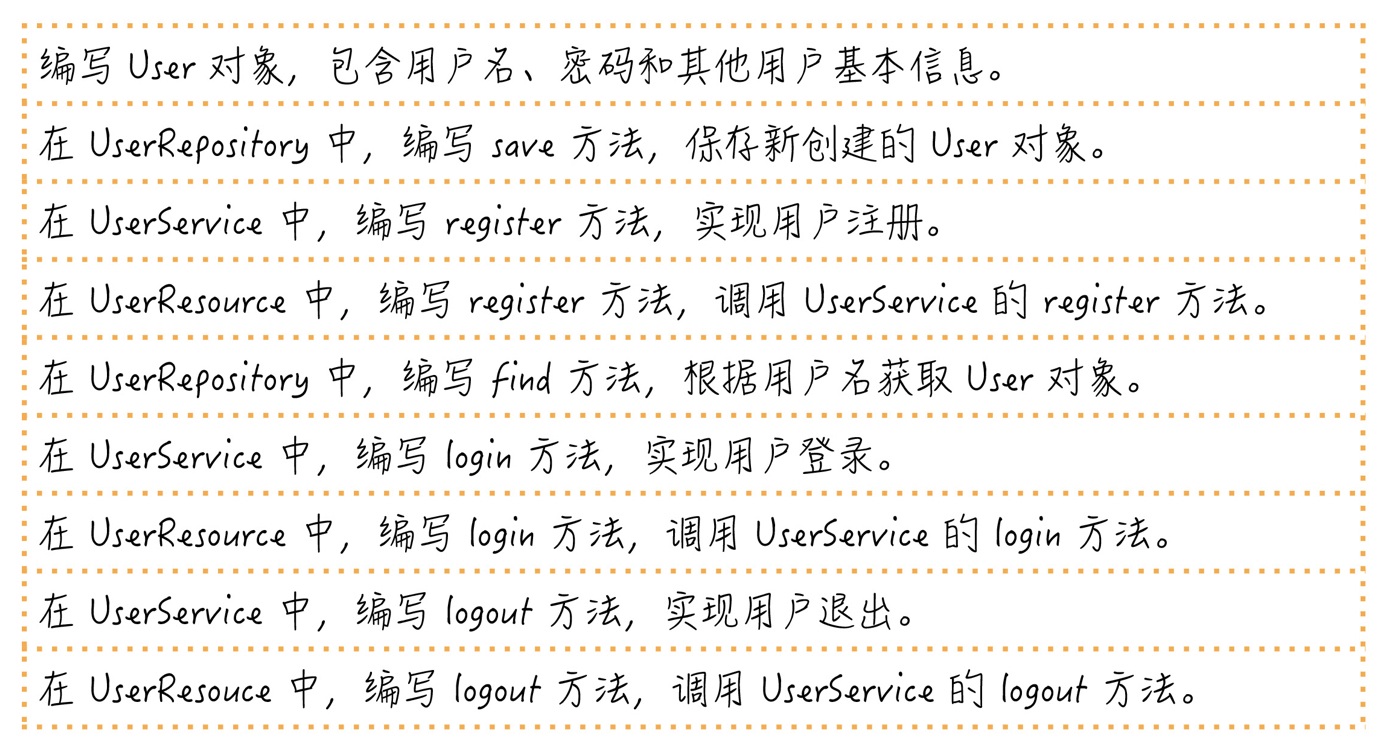 编写 User 对象，包含用户名、密码和其他用户基本信息。
在 UserRepository 中，编写 save 方法，保存新创建的 User 对象。
在 UserService 中，编写 register 方法，实现用户注册。
在 UserResource 中，编写 register 方法，调用 UserService 的 register 方法。
在 UserRepository 中，编写 find 方法，根据用户名获取 User 对象。
在 UserService 中，编写 login 方法，实现用户登录。
在 UserResource 中，编写 login 方法，调用 UserService 的 login 方法。
在 UserService 中，编写 logout 方法，实现用户退出。
在 UserResouce 中，编写 logout 方法，调用 UserService 的 logout 方法。